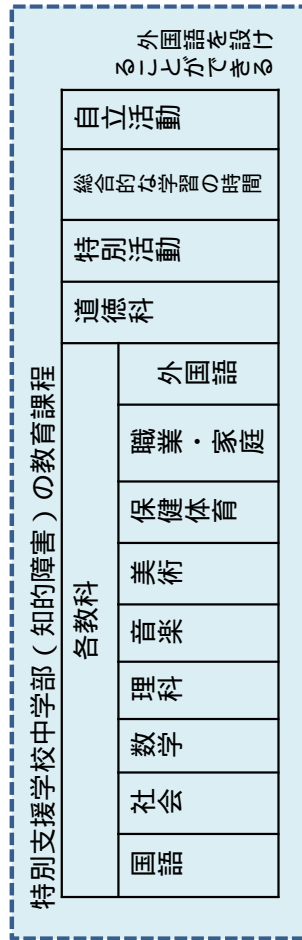 特別支援学校中学部（知的障害）の教育課程
各教科
国語
社会
数学
理科
音楽
美術
保健体育
職業・家庭
外国語
道徳科
特別活動
総合的な学習の時間
自立活動
外国語を設け
ることができる